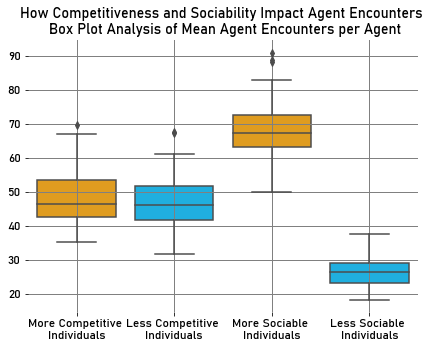 How Competitiveness and Sociability Impact Agent Encounters
Box Plot Analysis of Mean Agent Encounters per Agent
90
80
70
60
50
40
30
20
More Competitive Less Competitive More Sociable Less Sociable
Individuals Individuals Individuals Individuals